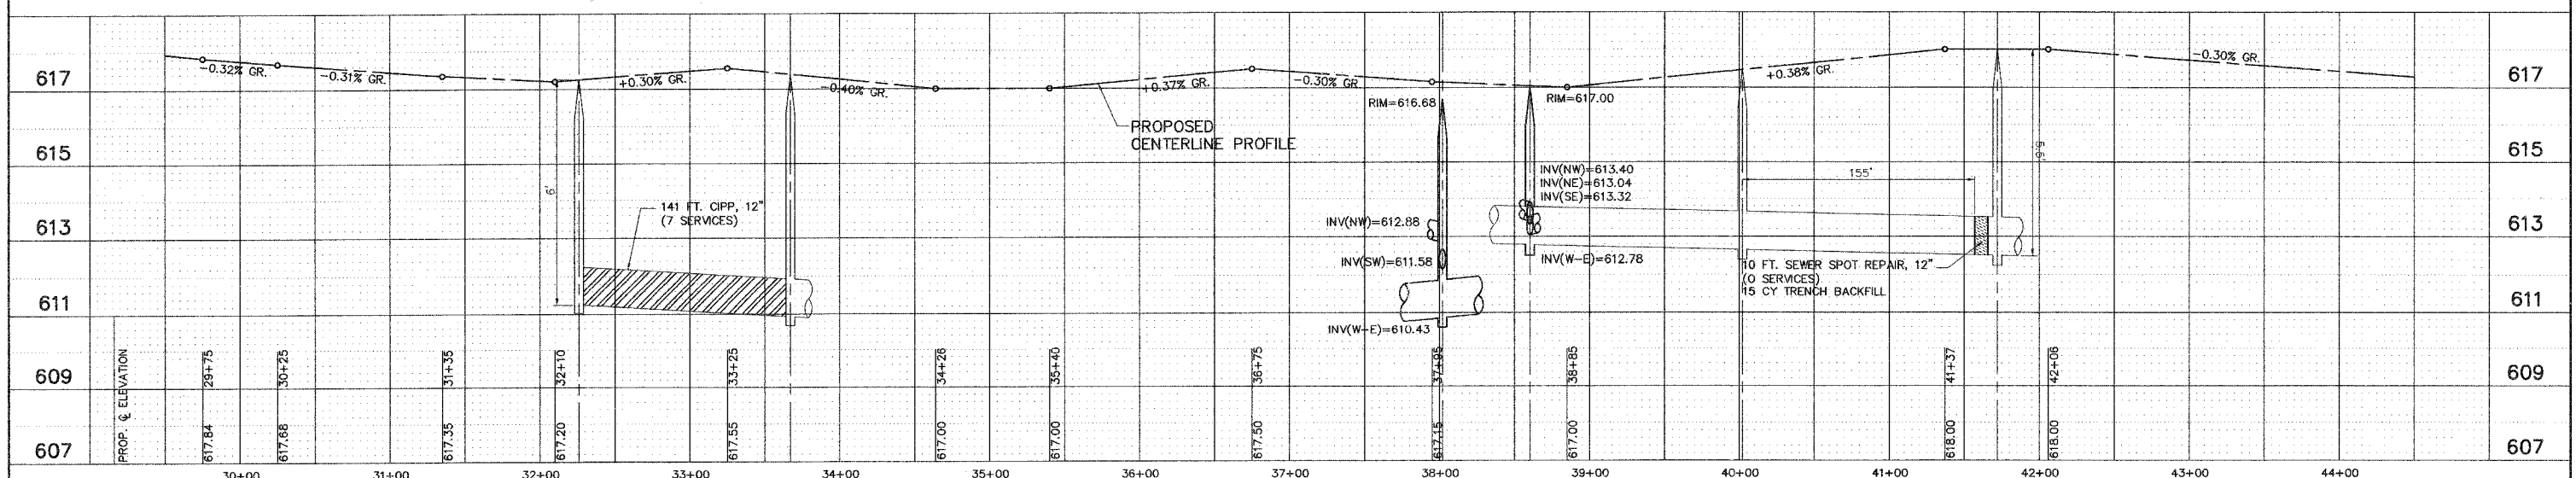 -0.32% GR.
-0.31% GR.
+0.30% GR.
-0.40% GR.
+0.37% GR.
-0.30% GR.
+0.38% GR.
-0.30% GR.
617
617
RIM=616.68
RIM=617.00
PROPOSED
CENTERLINE PROFILE
615
615
6'
5.6'
155'
141 FT. CIPP, 12"
(7 SERVICES)
INV(NW)=613.40
INV(NE)=613.04
INV(SE)=613.32
INV(NW)=612.88
613
613
INV(SW)=611.58
INV(W-E)=612.78
10 FT. SEWER SPOT REPAIR, 12"
(0 SERVICES)
15 CY TRENCH BACKFILL
611
611
INV(W-E)=610.43
609
609
PROP. ℄ ELEVATION
29+75
30+25
31+35
32+10
33+25
34+26
35+40
36+75
37+95
38+85
41+37
42+06
617.84
617.68
617.35
617.20
617.55
617.00
617.00
617.50
617.15
617.00
618.00
618.00
607
607
30+00
31+00
32+00
33+00
34+00
35+00
36+00
37+00
38+00
39+00
40+00
41+00
42+00
43+00
44+00